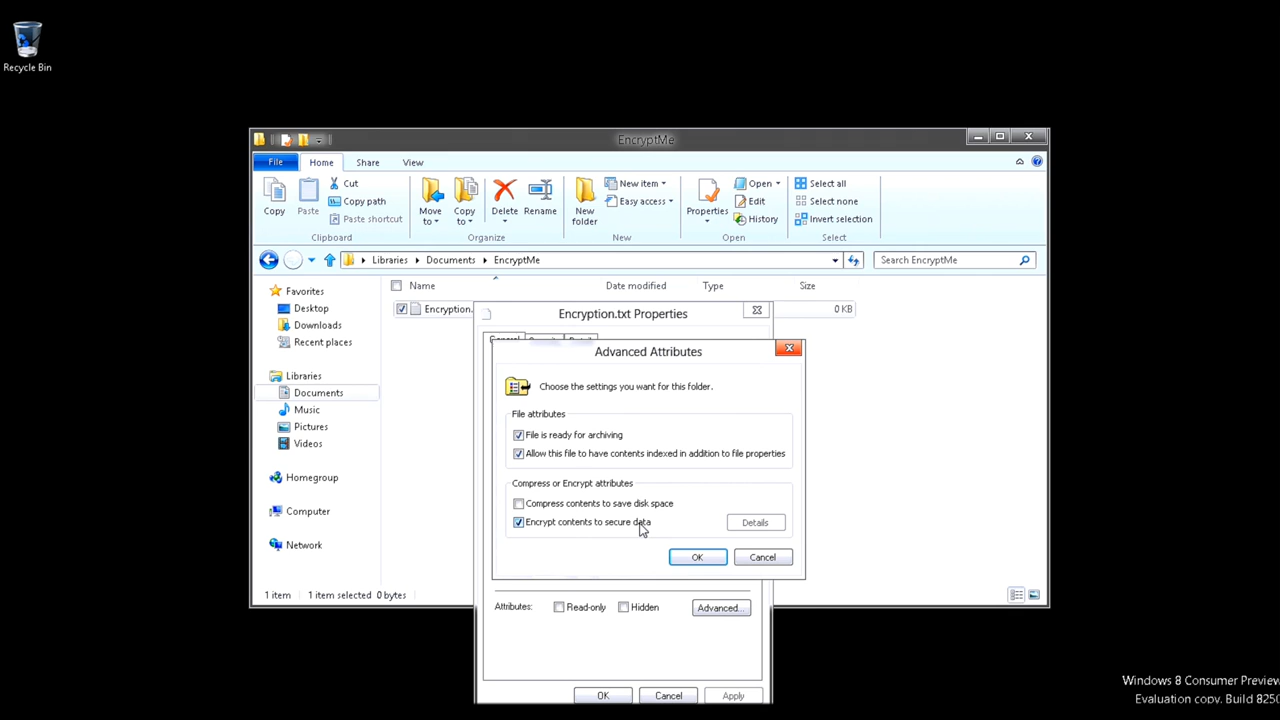 Recycle Bin
EncryptMe
File Home Share View
Copy
Paste
Cut
Copy path
Paste shortcut
Clipboard
Move to
Copy to
Delete
Rename
Organize
New folder
New item
Easy access
New
Properties
Open
Edit
History
Open
Select all
Select none
Invert selection
Select
Libraries Documents EncryptMe
Search EncryptMe
Favorites
Desktop
Downloads
Recent places
Libraries
Documents
Music
Pictures
Videos
Homegroup
Computer
Network
Name Date modified Type Size
Encryption. 0 KB
Encryption.txt Properties
Advanced Attributes
Choose the settings you want for this folder.
File attributes
File is ready for archiving
Allow this file to have contents indexed in addition to file properties
Compress or Encrypt attributes
Compress contents to save disk space
Encrypt contents to secure data
Details
OK Cancel
Attributes: Read-only Hidden Advanced...
OK Cancel Apply
1 item 1 item selected 0 bytes
Windows 8 Consumer Preview
Evaluation copy. Build 8250